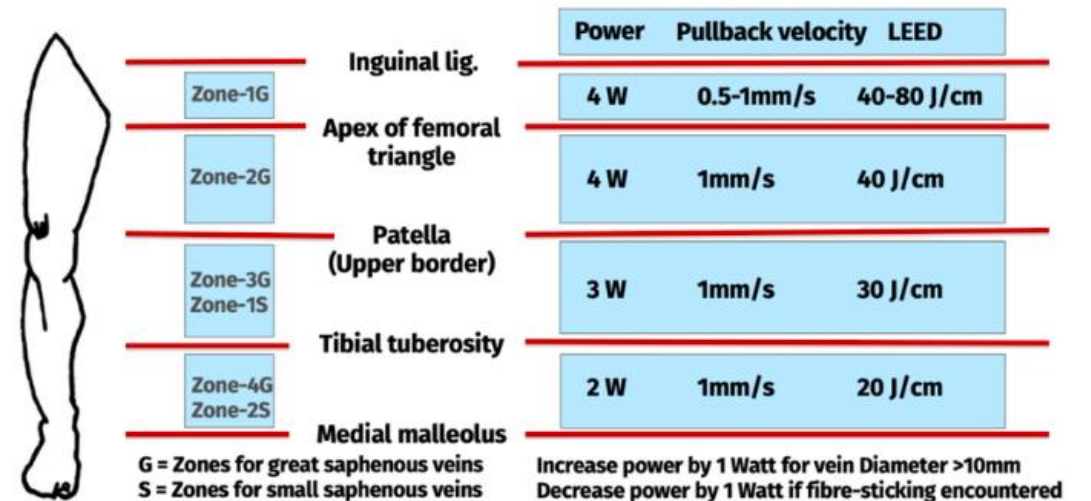 Power Pullback velocity LEED
Inguinal lig.
Zone-1G
4 W 0.5-1mm/s 40-80 J/cm
Apex of femoral
triangle
Zone-2G
4 W 1mm/s 40 J/cm
Patella
(Upper border)
Zone-3G
Zone-1S
3 W 1mm/s 30 J/cm
Tibial tuberosity
Zone-4G
Zone-2S
2 W 1mm/s 20 J/cm
Medial malleolus
G = Zones for great saphenous veins
S = Zones for small saphenous veins
Increase power by 1 Watt for vein Diameter >10mm
Decrease power by 1 Watt if fibre-sticking encountered